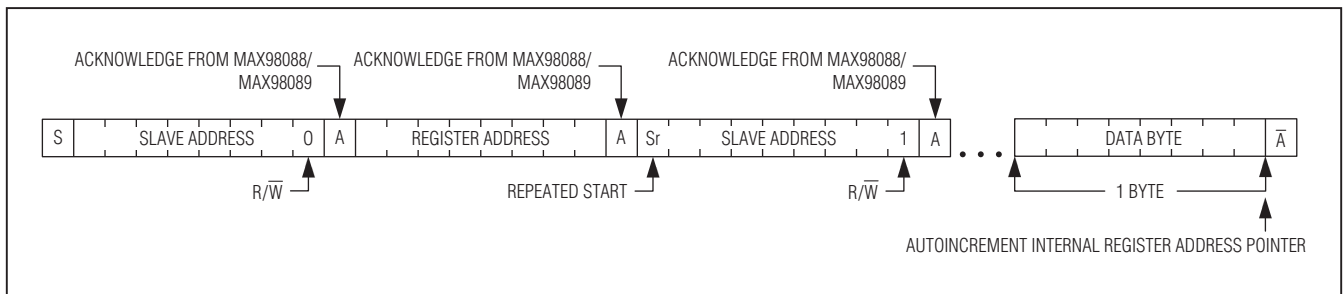 ACKNOWLEDGE FROM MAX98088/
MAX98089
ACKNOWLEDGE FROM MAX98088/
MAX98089
ACKNOWLEDGE FROM MAX98088/
MAX98089
S SLAVE ADDRESS 0 A REGISTER ADDRESS A Sr SLAVE ADDRESS 1 A ... DATA BYTE A̅
R/W̅ REPEATED START R/W̅ 1 BYTE
AUTOINCREMENT INTERNAL REGISTER ADDRESS POINTER